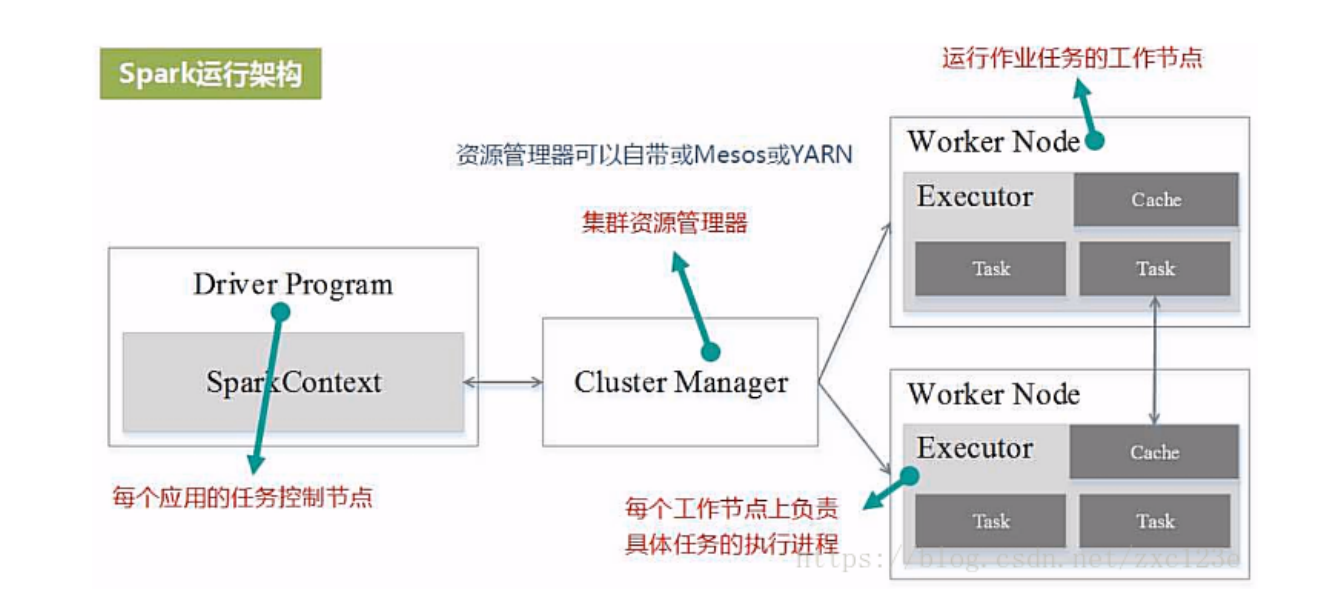 Spark运行架构
运行作业任务的工作节点
资源管理器可以自带或Mesos或YARN
集群资源管理器
Driver Program
SparkContext
每个应用的任务控制节点
Cluster Manager
Worker Node
Executor
Cache
Task
Task
Worker Node
Executor
Cache
Task
Task
每个工作节点上负责
具体任务的执行进程
https://blog.csdn.net/zxc123e